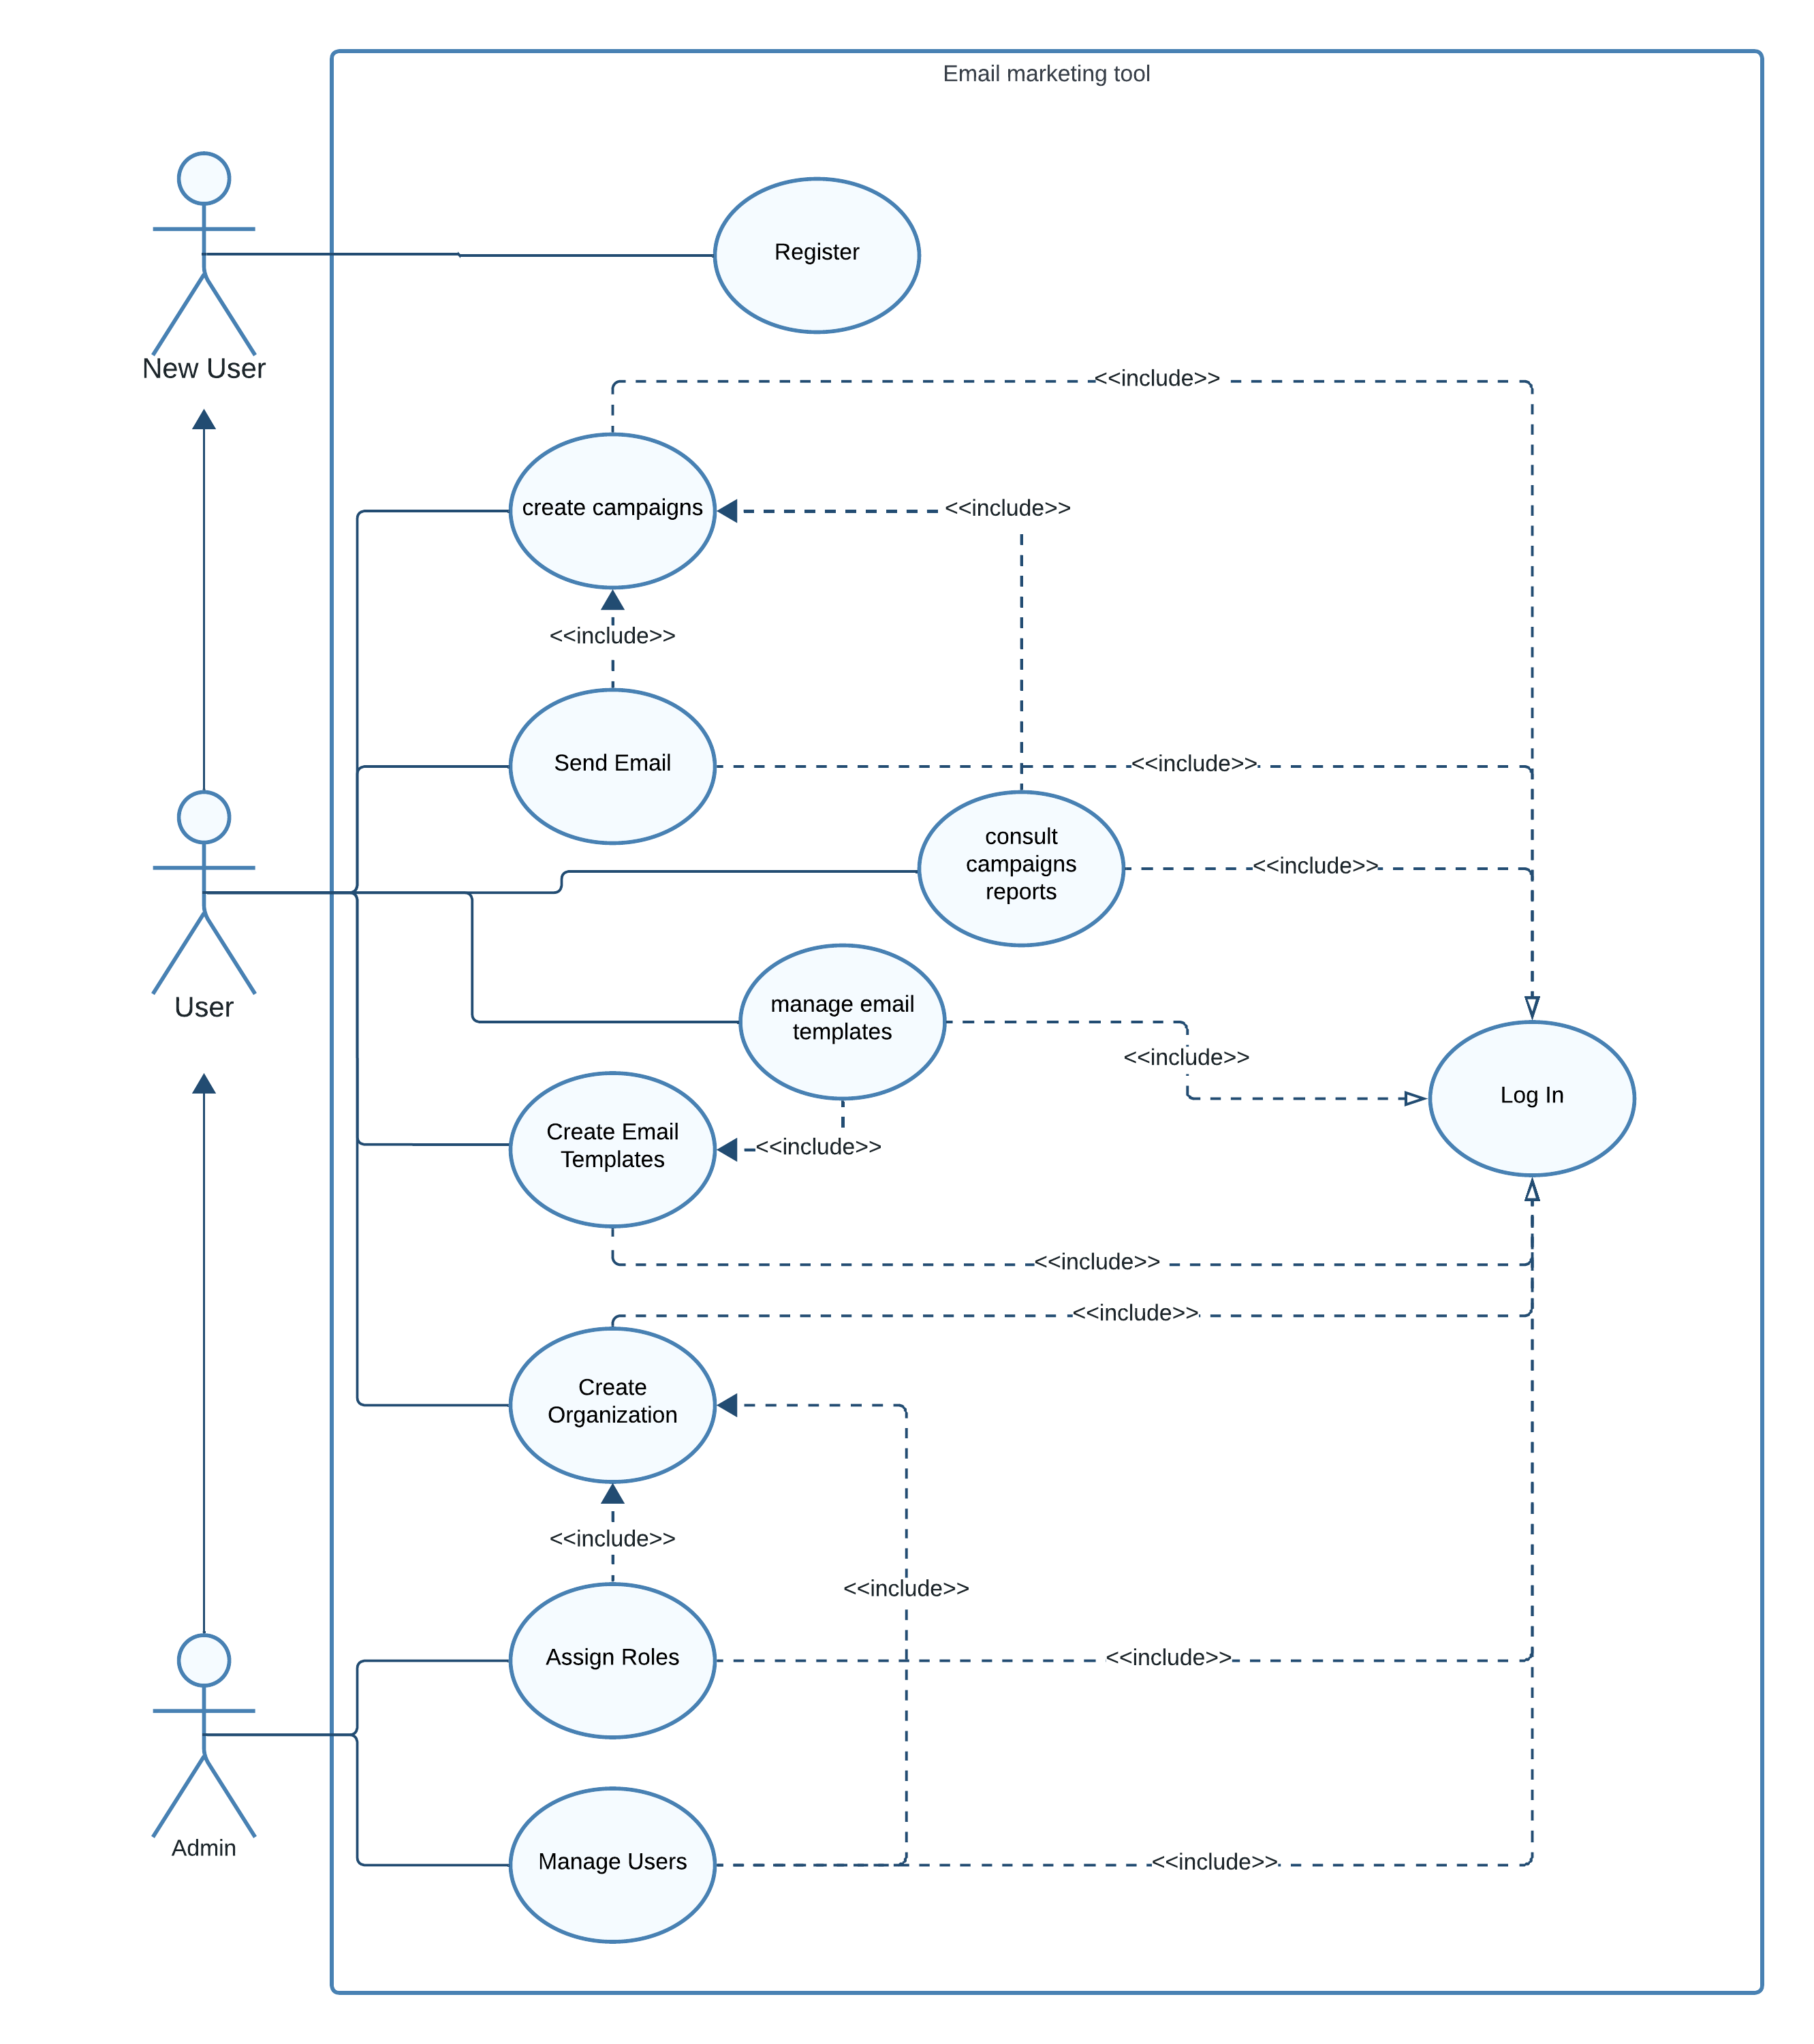 Email marketing tool
Register
New User
<<include>>
create campaigns
<<include>>
<<include>>
Send Email
<<include>>
consult
campaigns
reports
<<include>>
User
manage email
templates
<<include>>
Log In
Create Email
Templates
<<include>>
<<include>>
<<include>>
Create
Organization
<<include>>
<<include>>
Assign Roles
<<include>>
Admin
Manage Users
<<include>>